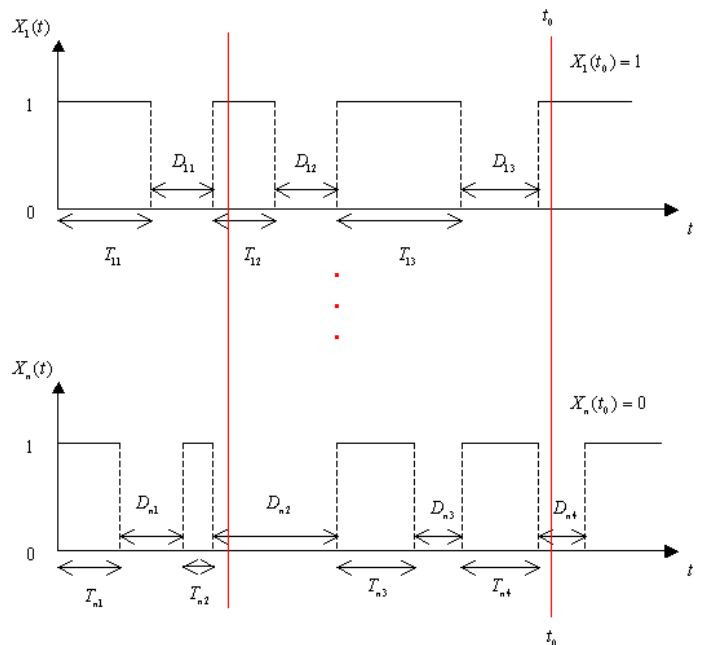 X₁(t)
t₀
X₁(t₀) = 1
1
D₁₁
D₁₂
D₁₃
0
T₁₁
T₁₂
T₁₃
t
Xₙ(t)
Xₙ(t₀) = 0
1
Dₙ₁
Dₙ₂
Dₙ₃
Dₙ₄
0
Tₙ₁
Tₙ₂
Tₙ₃
Tₙ₄
t
t₀